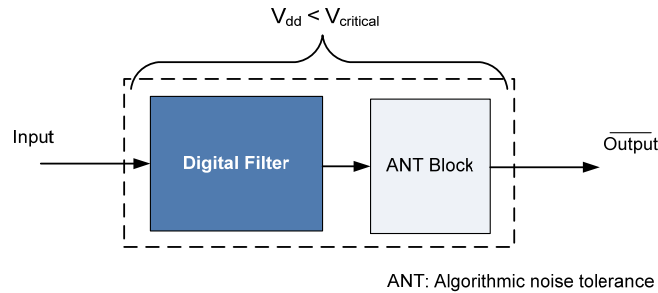 Vdd < Vcritical
Input
Digital Filter
ANT Block
Output
ANT: Algorithmic noise tolerance